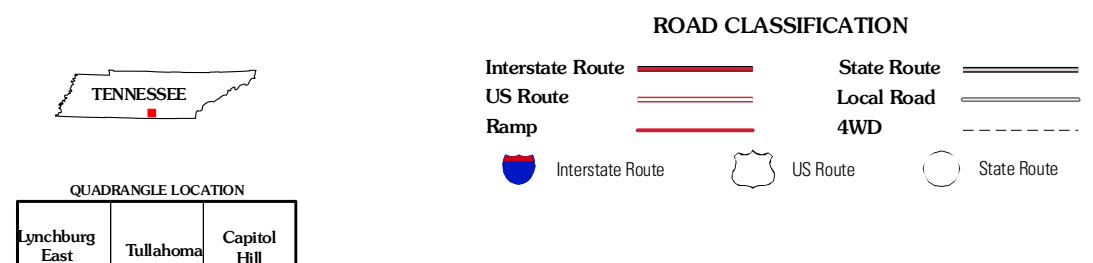 ROAD CLASSIFICATION
Interstate Route
State Route
US Route
Local Road
Ramp
4WD
Interstate Route
US Route
State Route
TENNESSEE
QUADRANGLE LOCATION
Lynchburg
East
Tullahoma
Capitol
Hill